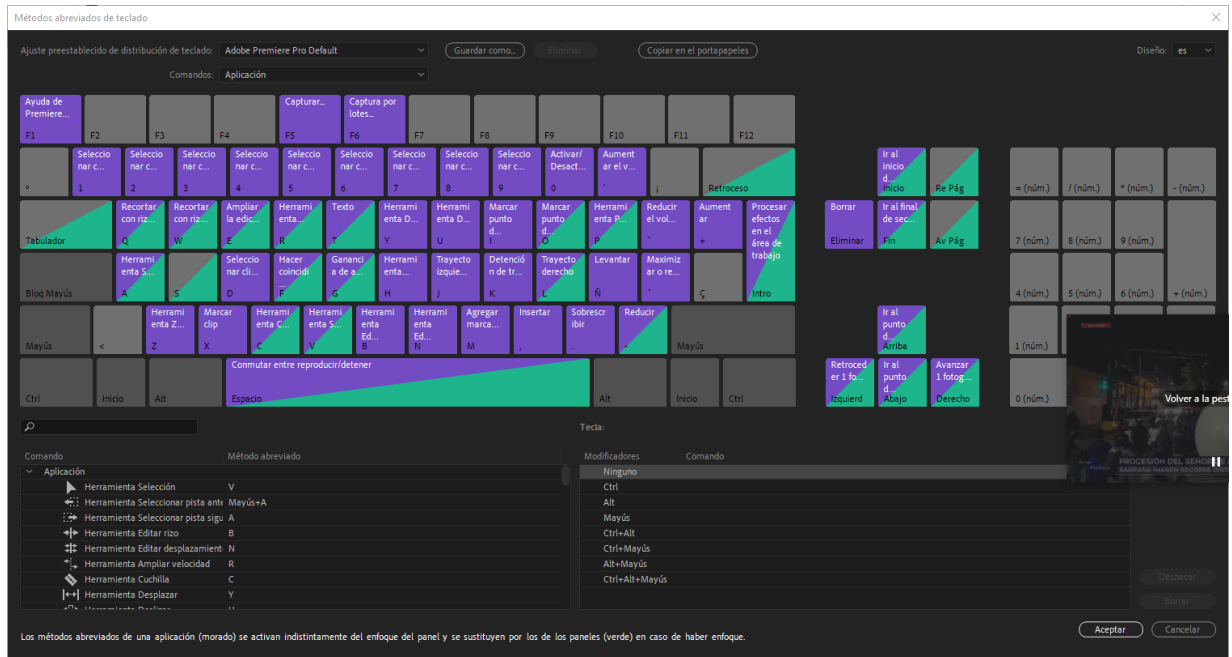 Métodos abreviados de teclado
Ajuste preestablecido de distribución de teclado: Adobe Premiere Pro Default Guardar como... Eliminar Copiar en el portapapeles Diseño: es
Comandos: Aplicación
Ayuda de Premiere... Capturar... Captura por lotes...
F1 F2 F3 F4 F5 F6 F7 F8 F9 F10 F11 F12
Seleccio nar c... Seleccio nar c... Seleccio nar c... Seleccio nar c... Seleccio nar c... Seleccio nar c... Seleccio nar c... Seleccio nar c... Seleccio nar c... Activar/ Desact... Aument ar el v... Ir al inicio d...
º 1 2 3 4 5 6 7 8 9 0 ' ¡ Retroceso Inicio Re Pág = (núm.) / (núm.) * (núm.) - (núm.)
Recortar con riz... Recortar con riz... Ampliar la edic... Herrami enta... Texto Herrami enta D... Herrami enta D... Marcar punto d... Marcar punto d... Herrami enta P... Reducir el vol... Aument ar Procesar efectos en el área de trabajo Borrar Ir al final de sec...
Tabulador Q W E R T Y U I O P ` + Eliminar Fin Av Pág 7 (núm.) 8 (núm.) 9 (núm.)
Herrami enta S... Seleccio nar cli... Hacer coincidi ... Gananci a de a... Herrami enta... Trayecto izquie... Detenció n de tr... Trayecto derecho Levantar Maximiz ar o re...
Bloq Mayús A S D F G H J K L Ñ ´ Ç Intro 4 (núm.) 5 (núm.) 6 (núm.) + (núm.)
Herrami enta Z... Marcar clip Herrami enta C... Herrami enta S... Herrami enta Ed... Herrami enta Ed... Agregar marca... Insertar Sobrescr ibir Reducir Ir al punto d...
Mayús < Z X C V B N M , . - Mayús Arriba 1 (núm.)
Conmutar entre reproducir/detener Retroced er 1 fo... Ir al punto d... Avanzar 1 fotog...
Ctrl Inicio Alt Espacio Alt Inicio Ctrl Izquierd Abajo Derecho 0 (núm.)
Volver a la pest
PROCESIÓN DEL SEÑOR
SAGRADA IMAGEN RECORRE
Tecla:
Comando Método abreviado Modificadores Comando
Aplicación Ninguno
Herramienta Selección V Ctrl
Herramienta Seleccionar pista ante Mayús+A Alt
Herramienta Seleccionar pista sigu A Mayús
Herramienta Editar rizo B Ctrl+Alt
Herramienta Editar desplazamient N Ctrl+Mayús
Herramienta Ampliar velocidad R Alt+Mayús
Herramienta Cuchilla C Ctrl+Alt+Mayús
Herramienta Desplazar Y Deshacer
Herramienta Deslizar U Borrar
Los métodos abreviados de una aplicación (morado) se activan indistintamente del enfoque del panel y se sustituyen por los de los paneles (verde) en caso de haber enfoque.
Aceptar Cancelar